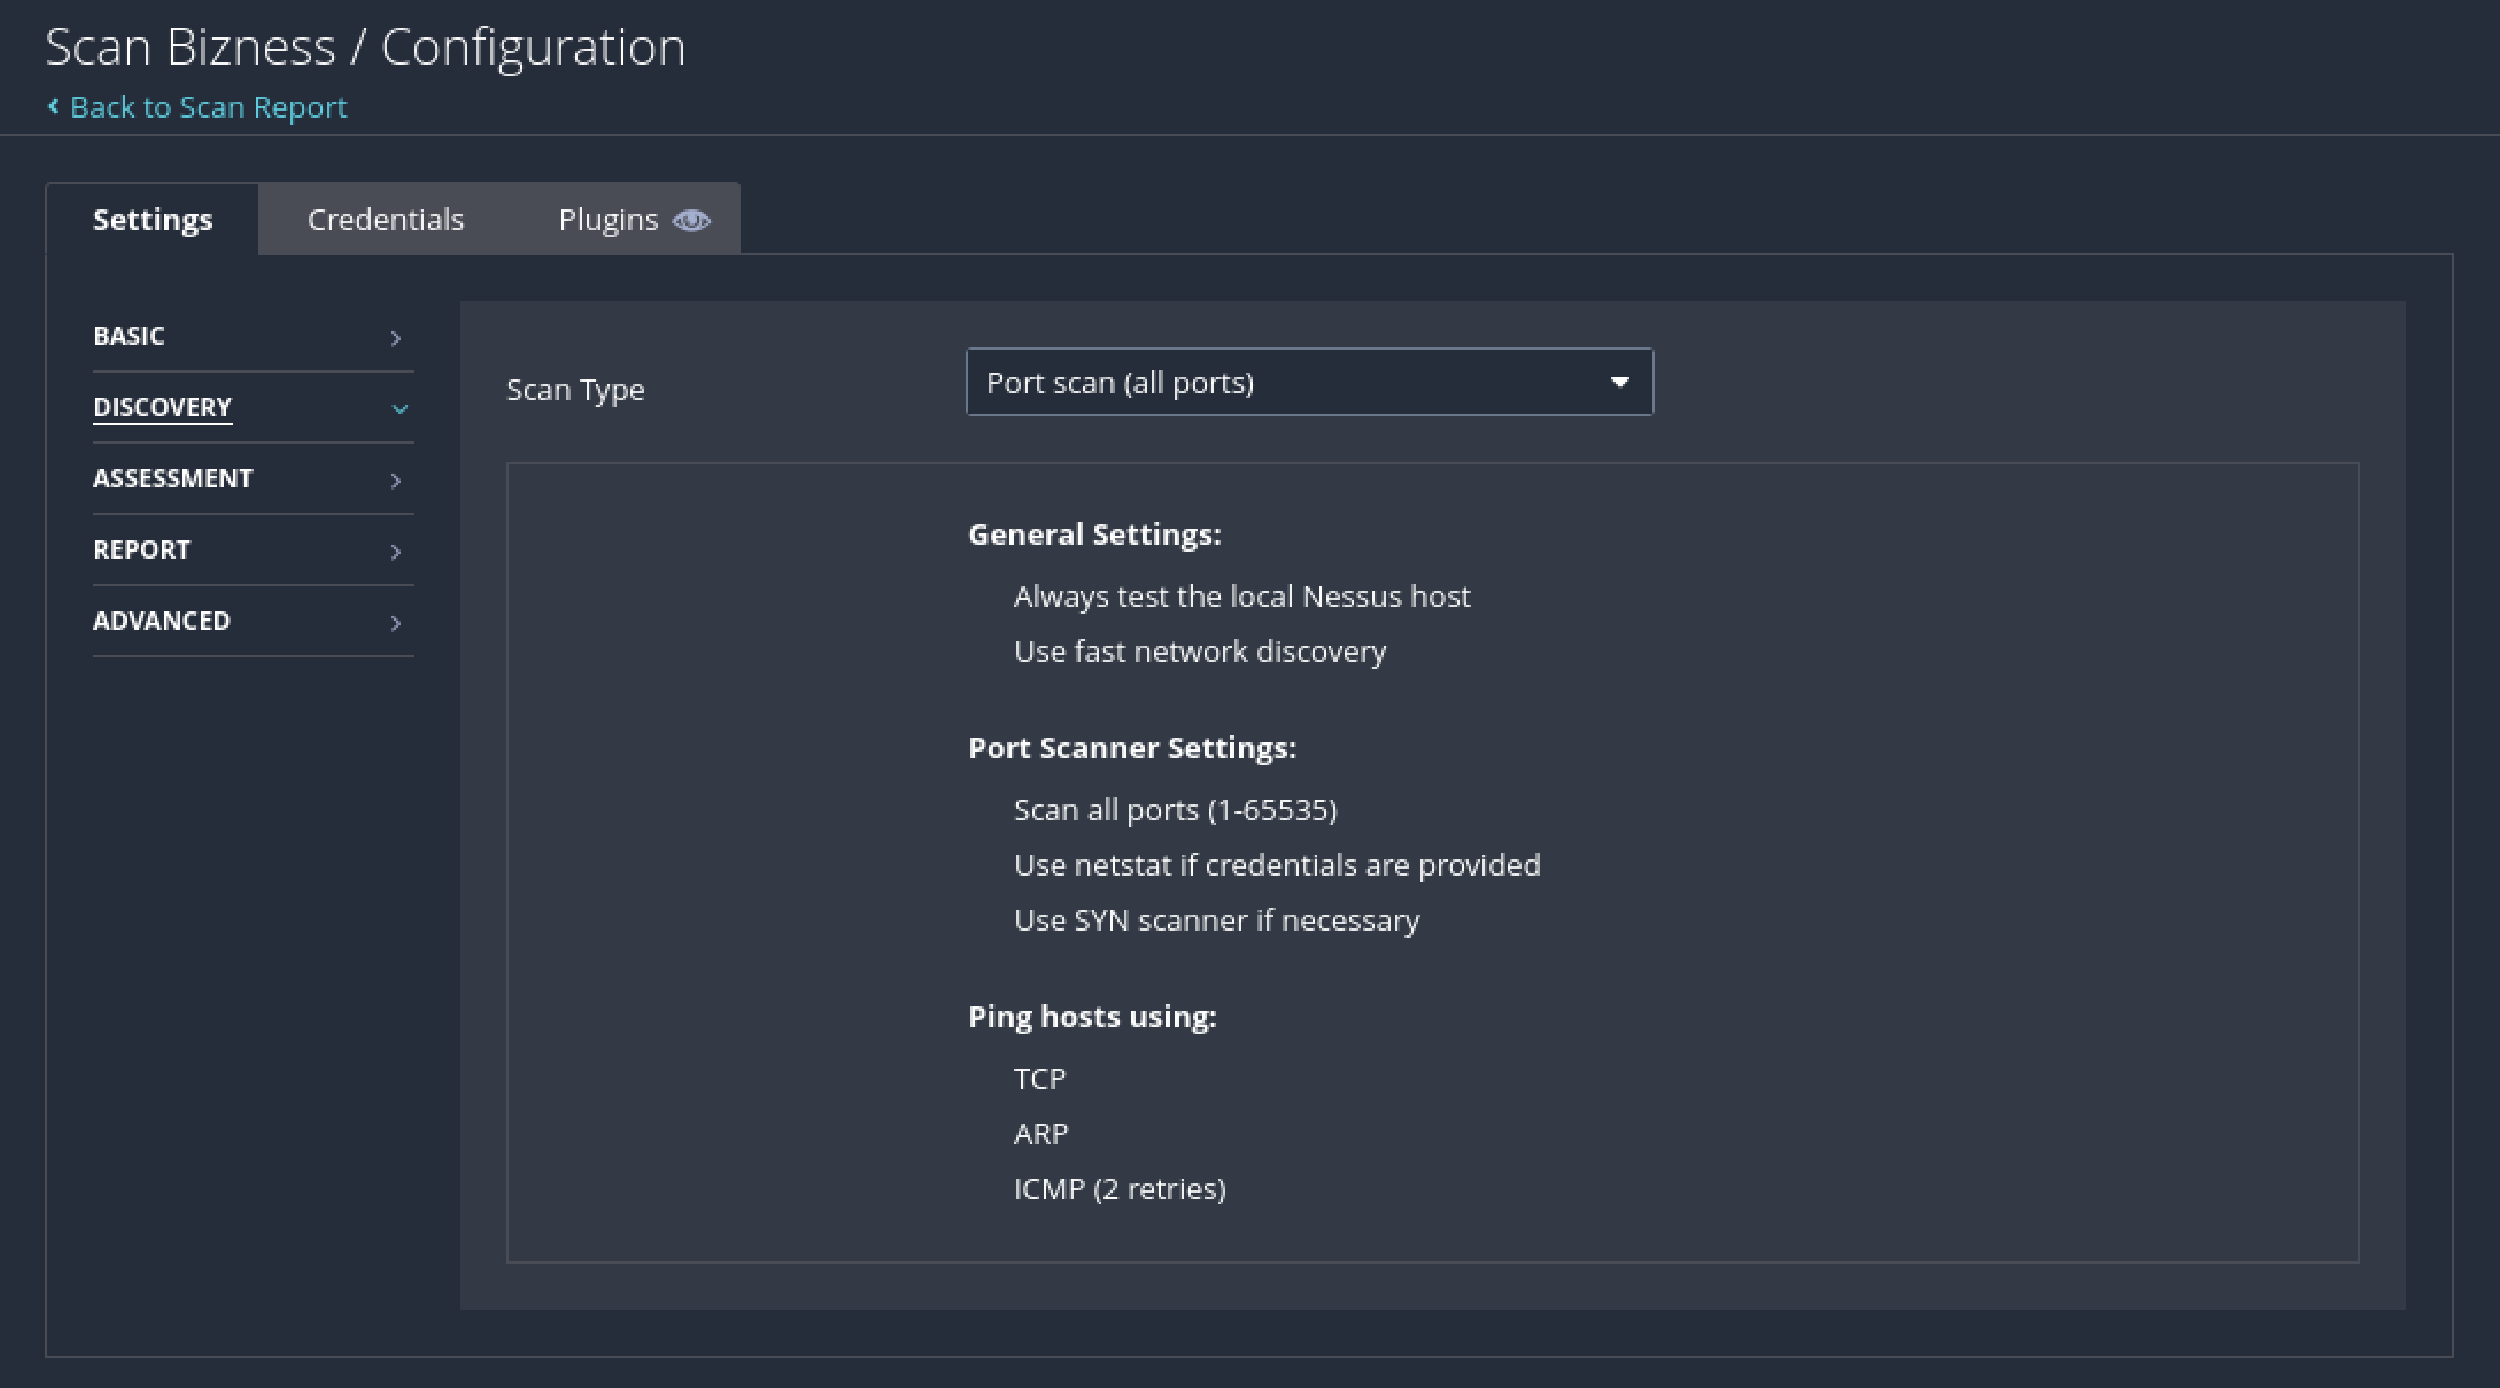 Scan Bizness / Configuration
Back to Scan Report
Settings
Credentials
Plugins
BASIC
DISCOVERY
ASSESSMENT
REPORT
ADVANCED
Scan Type
Port scan (all ports)
General Settings:
Always test the local Nessus host
Use fast network discovery
Port Scanner Settings:
Scan all ports (1-65535)
Use netstat if credentials are provided
Use SYN scanner if necessary
Ping hosts using:
TCP
ARP
ICMP (2 retries)